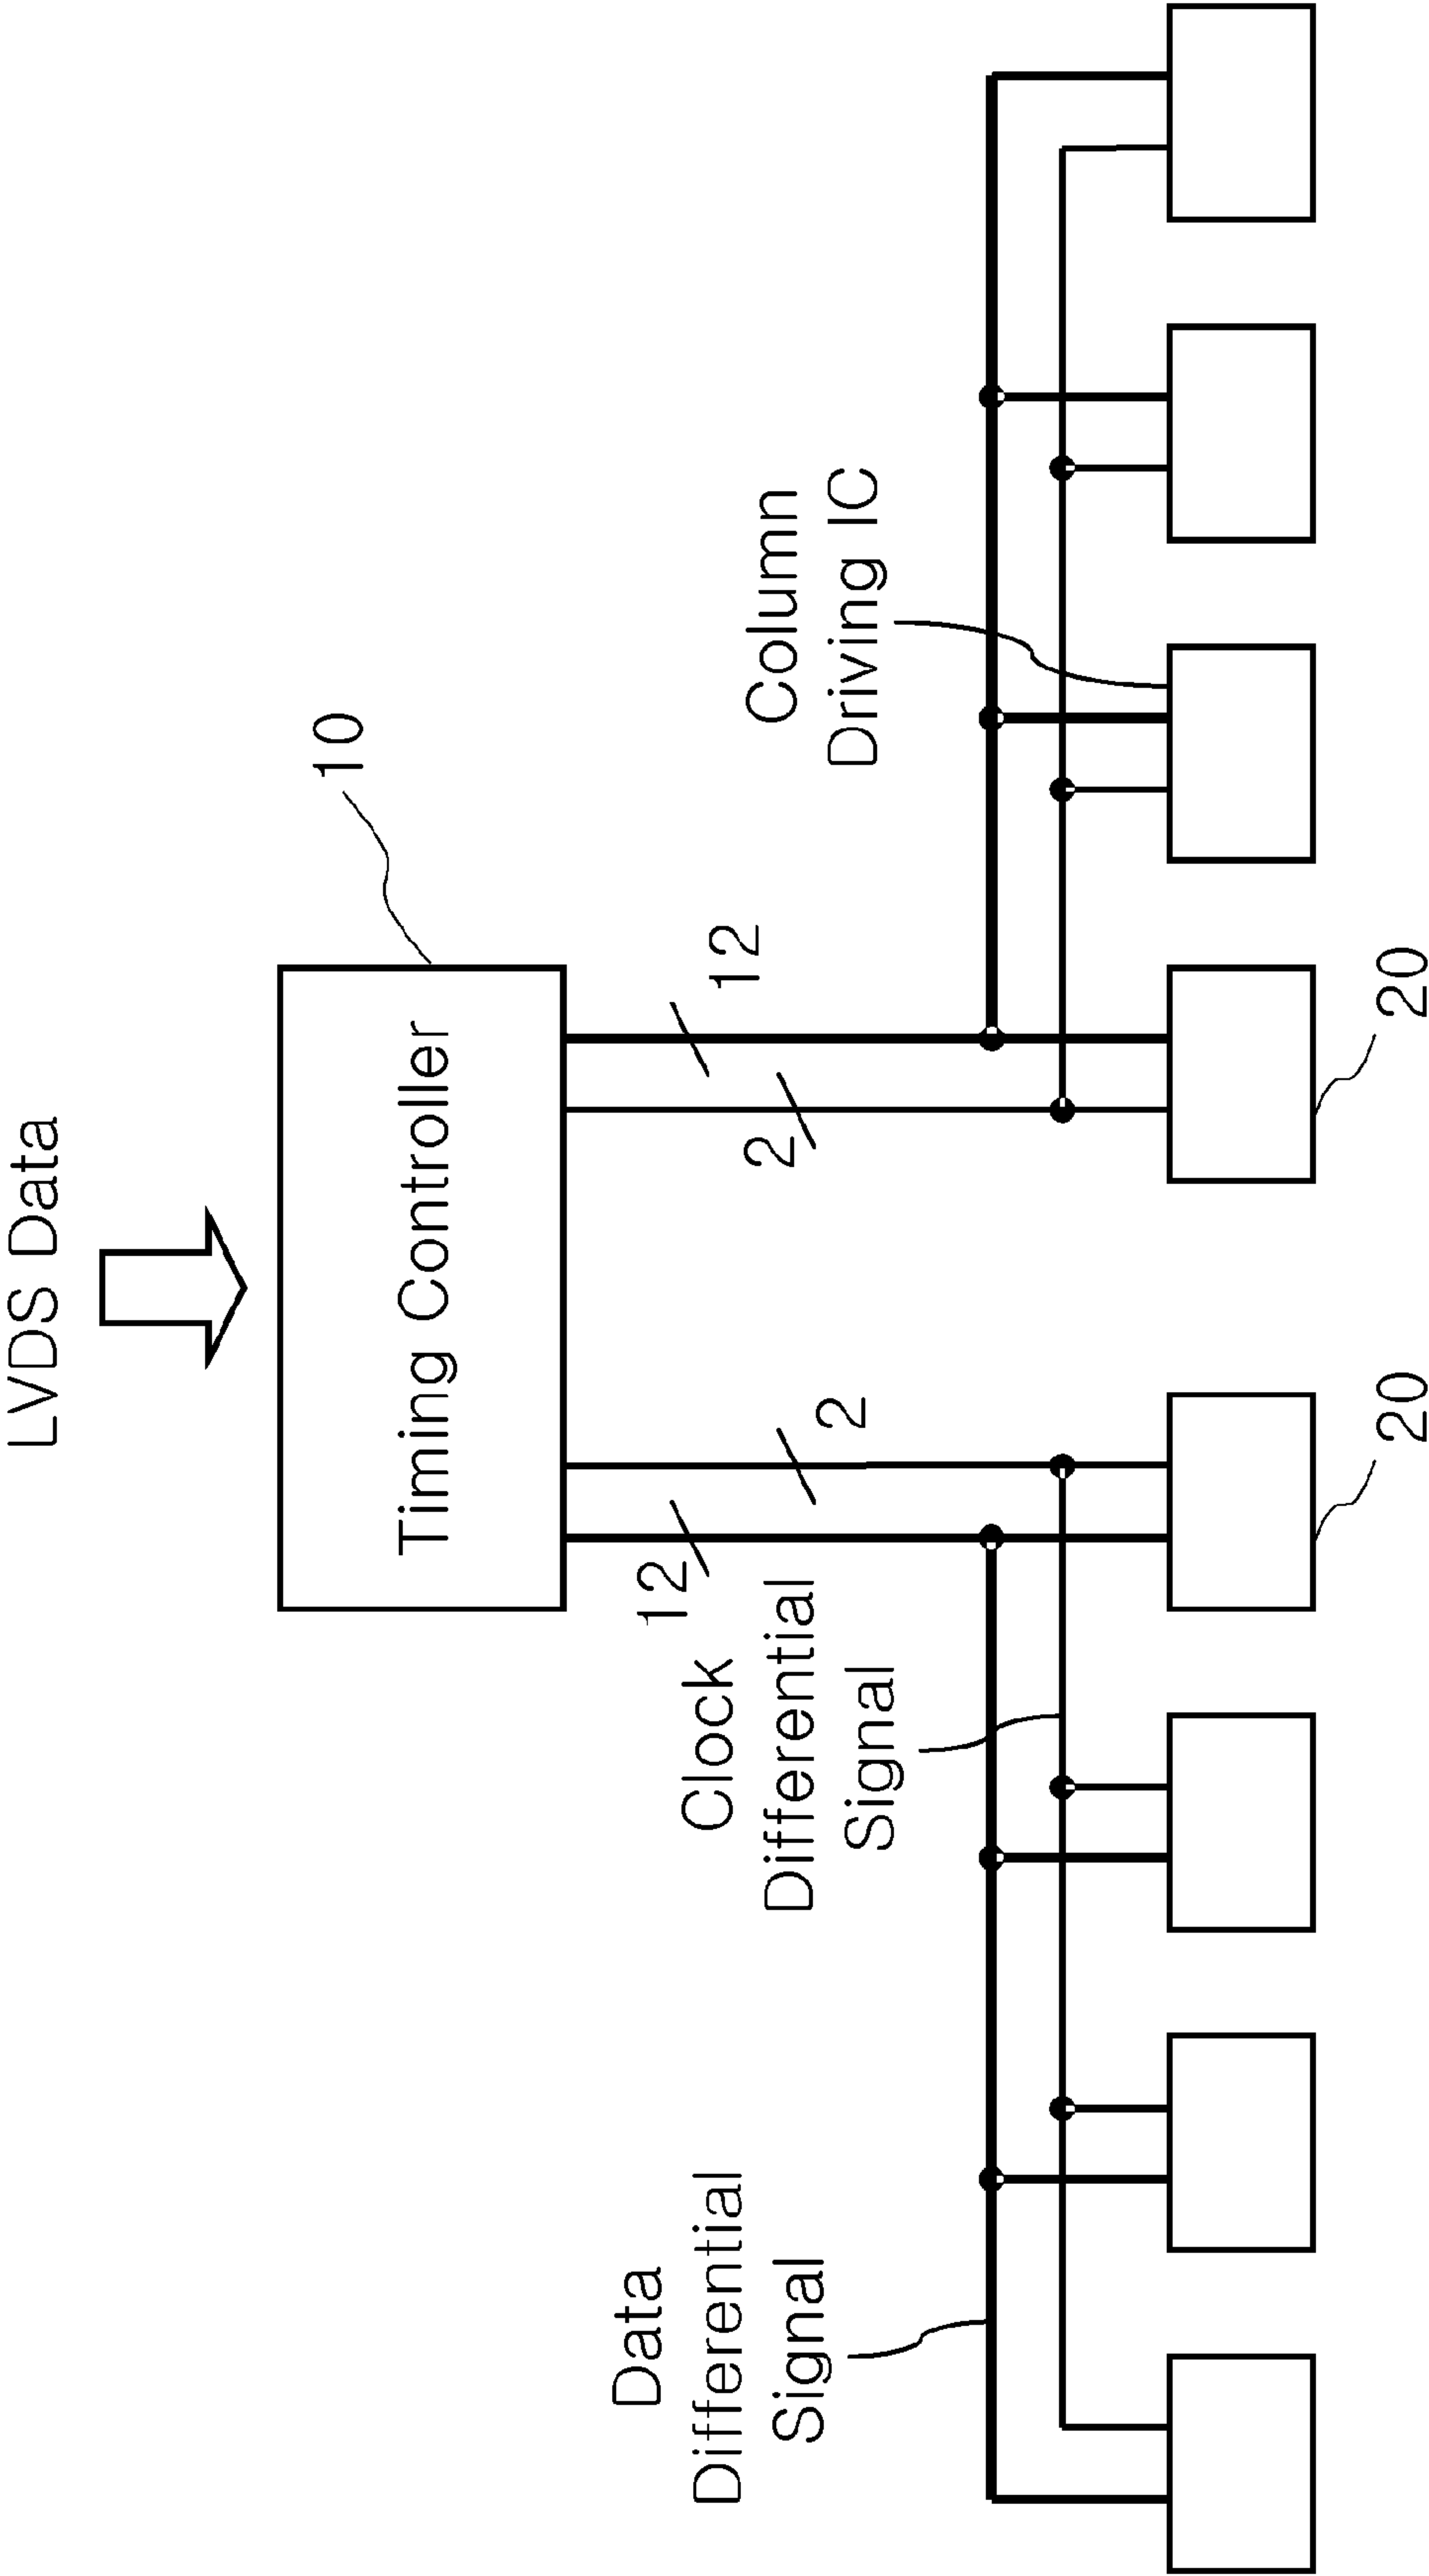 LVDS Data
10
Timing Controller
12
2
2
12
Data
Differential
Signal
Clock
Differential
Signal
Column
Driving IC
20
20